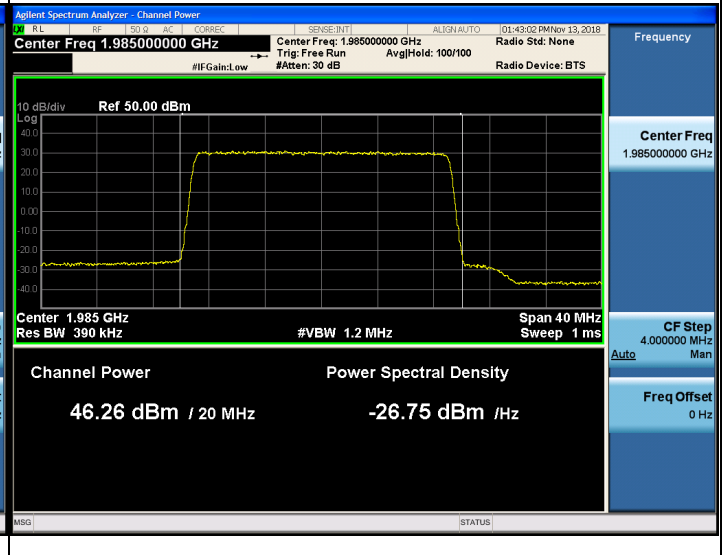 Agilent Spectrum Analyzer - Channel Power
LXI RL RF 50 Ω AC CORREC SENSE:INT ALIGN AUTO 01:43:02 PM Nov 13, 2018
Center Freq 1.985000000 GHz
Center Freq: 1.985000000 GHz
Radio Std: None
Trig: Free Run Avg|Hold: 100/100
#IFGain:Low
#Atten: 30 dB
Radio Device: BTS
Frequency
10 dB/div Ref 50.00 dBm
Log
40.0
30.0
20.0
10.0
0.00
-10.0
-20.0
-30.0
-40.0
Center 1.985 GHz Span 40 MHz
Res BW 390 kHz #VBW 1.2 MHz Sweep 1 ms
Channel Power
Power Spectral Density
46.26 dBm / 20 MHz
-26.75 dBm /Hz
Center Freq
1.985000000 GHz
CF Step
4.000000 MHz
Auto Man
Freq Offset
0 Hz
MSG STATUS